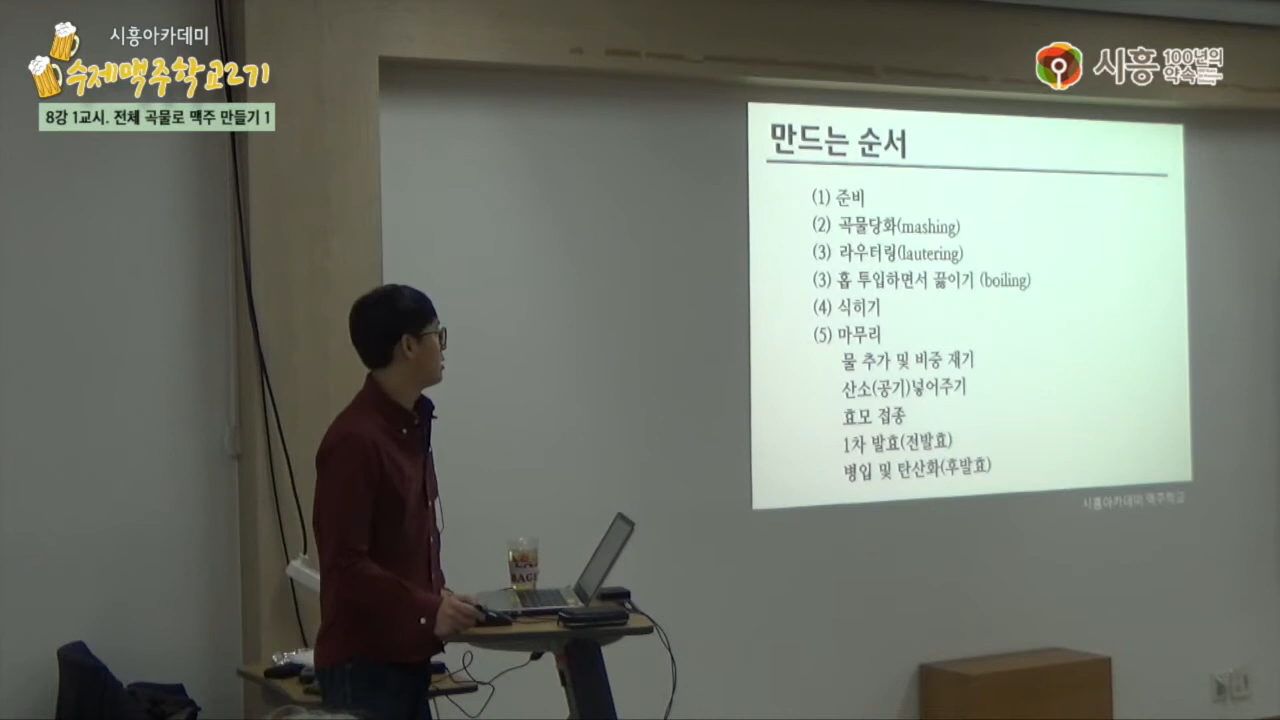 시흥아카데미
수제맥주학교2기
8강 1교시. 전체 곡물로 맥주 만들기 1
시흥 100년의 약속
만드는 순서
(1) 준비
(2) 곡물당화(mashing)
(3) 라우터링(lautering)
(3) 홉 투입하면서 끓이기 (boiling)
(4) 식히기
(5) 마무리
물 추가 및 비중 재기
산소(공기)넣어주기
효모 접종
1차 발효(전발효)
병입 및 탄산화(후발효)
시흥아카데미 맥주학교